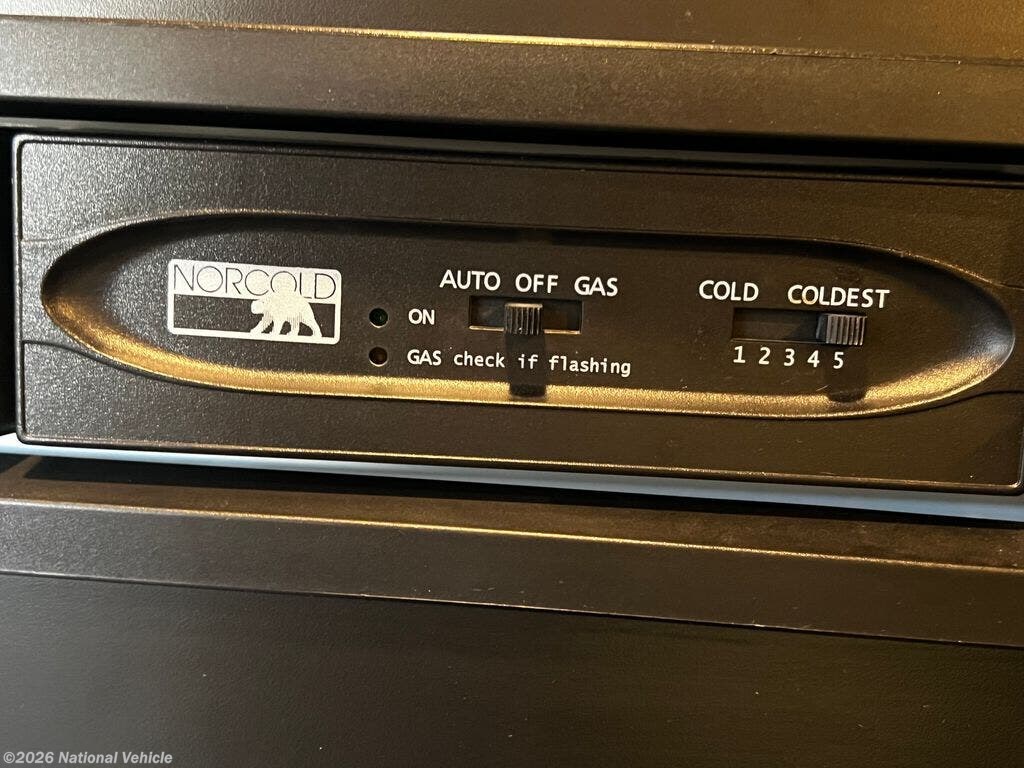 NORCOLD
AUTO OFF GAS
ON
GAS check if flashing
COLD COLDEST
1 2 3 4 5
©2026 National Vehicle